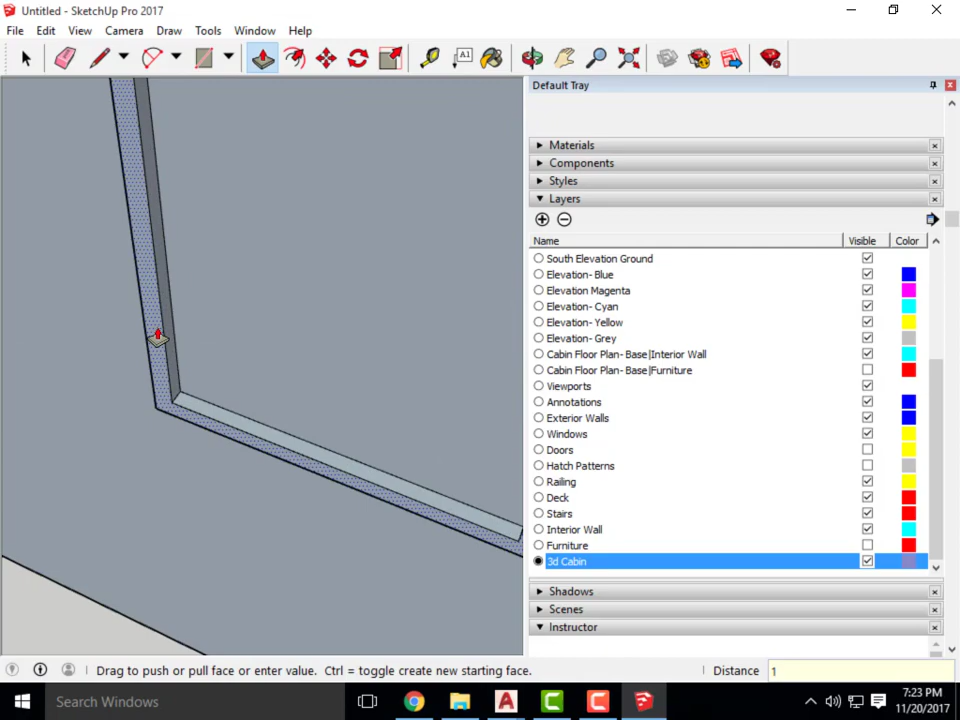 Untitled - SketchUp Pro 2017
File Edit View Camera Draw Tools Window Help
A1
Default Tray
Materials
Components
Styles
Layers
Name Visible Color
South Elevation Ground
Elevation- Blue
Elevation Magenta
Elevation- Cyan
Elevation- Yellow
Elevation- Grey
Cabin Floor Plan- Base|Interior Wall
Cabin Floor Plan- Base|Furniture
Viewports
Annotations
Exterior Walls
Windows
Doors
Hatch Patterns
Railing
Deck
Stairs
Interior Wall
Furniture
3d Cabin
Shadows
Scenes
Instructor
Drag to push or pull face or enter value. Ctrl = toggle create new starting face. Distance 1
Search Windows
7:23 PM
11/20/2017